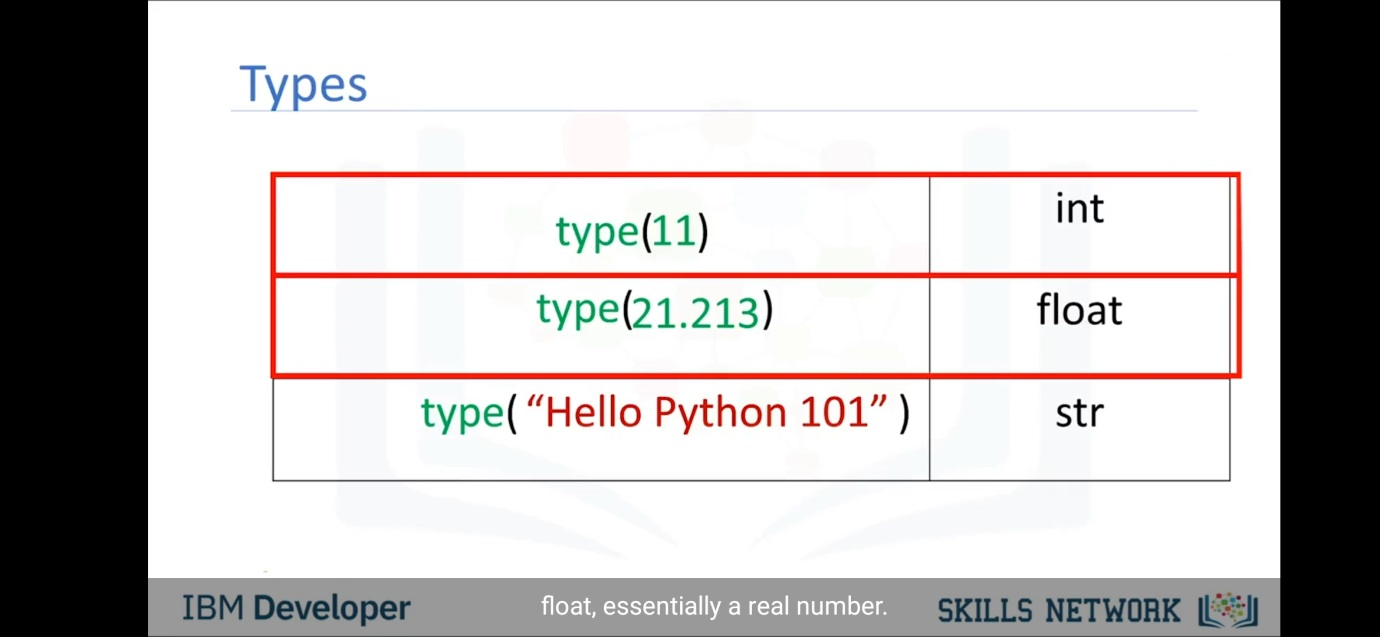 Types
type(11)
int
type(21.213)
float
type( “Hello Python 101” )
str
IBM Developer
float, essentially a real number.
SKILLS NETWORK